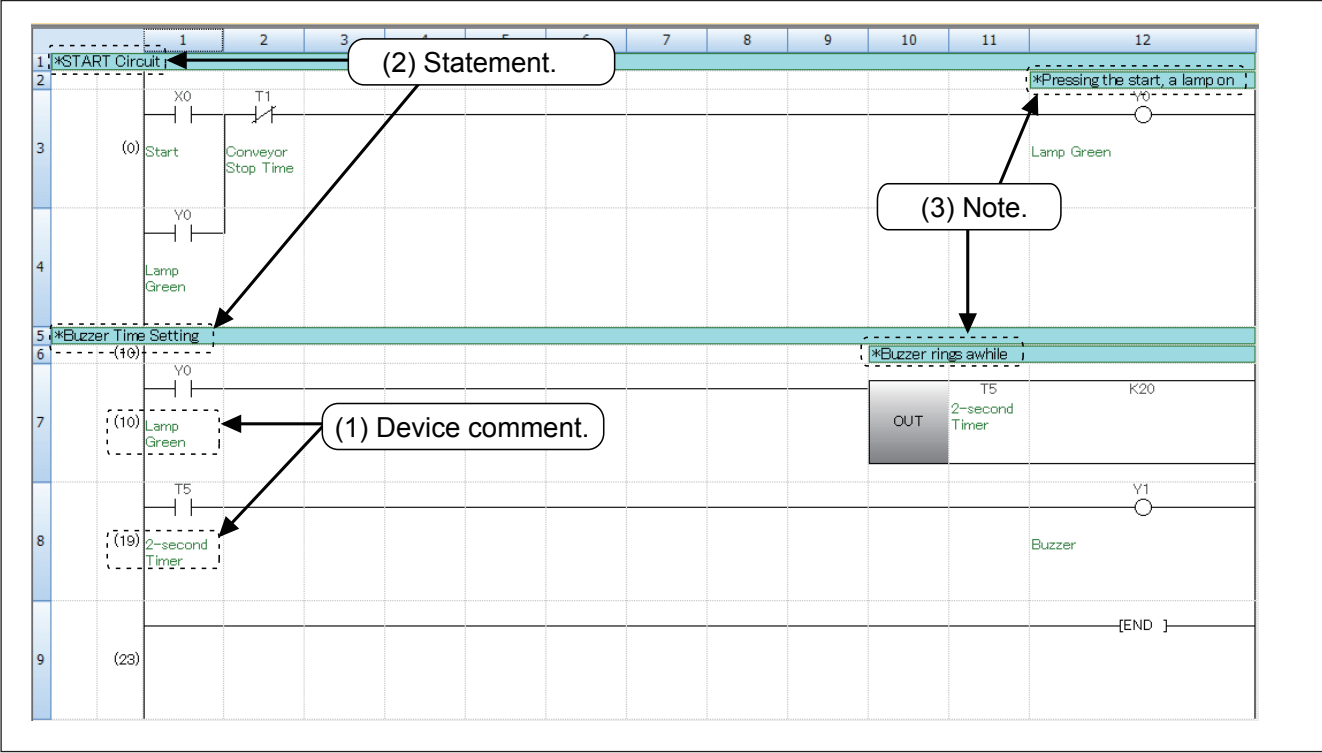 1 2 3 4 5 6 7 8 9 10 11 12
1 *START Circuit
(2) Statement.
2 *Pressing the start, a lamp on
X0 T1 Y0
3 (0) Start Conveyor Stop Time Lamp Green
(3) Note.
Y0
4 Lamp Green
5 *Buzzer Time Setting
6 (10) *Buzzer rings awhile
Y0 T5 K20
7 (10) Lamp Green OUT 2-second Timer
(1) Device comment.
T5 Y1
8 (19) 2-second Timer Buzzer
[END ]
9 (23)